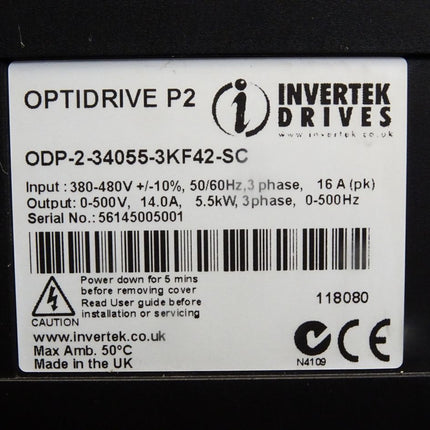 OPTIDRIVE P2
INVERTEK
DRIVES
www.invertek.co.uk
ODP-2-34055-3KF42-SC
Input : 380-480V +/-10%, 50/60Hz,3 phase, 16 A (pk)
Output: 0-500V, 14.0A, 5.5kW, 3 phase, 0-500Hz
Serial No.: 56145005001
Power down for 5 mins
before removing cover
Read User guide before
installation or servicing
CAUTION
118080
www.invertek.co.uk
Max Amb. 50°C
Made in the UK
N4109
CE